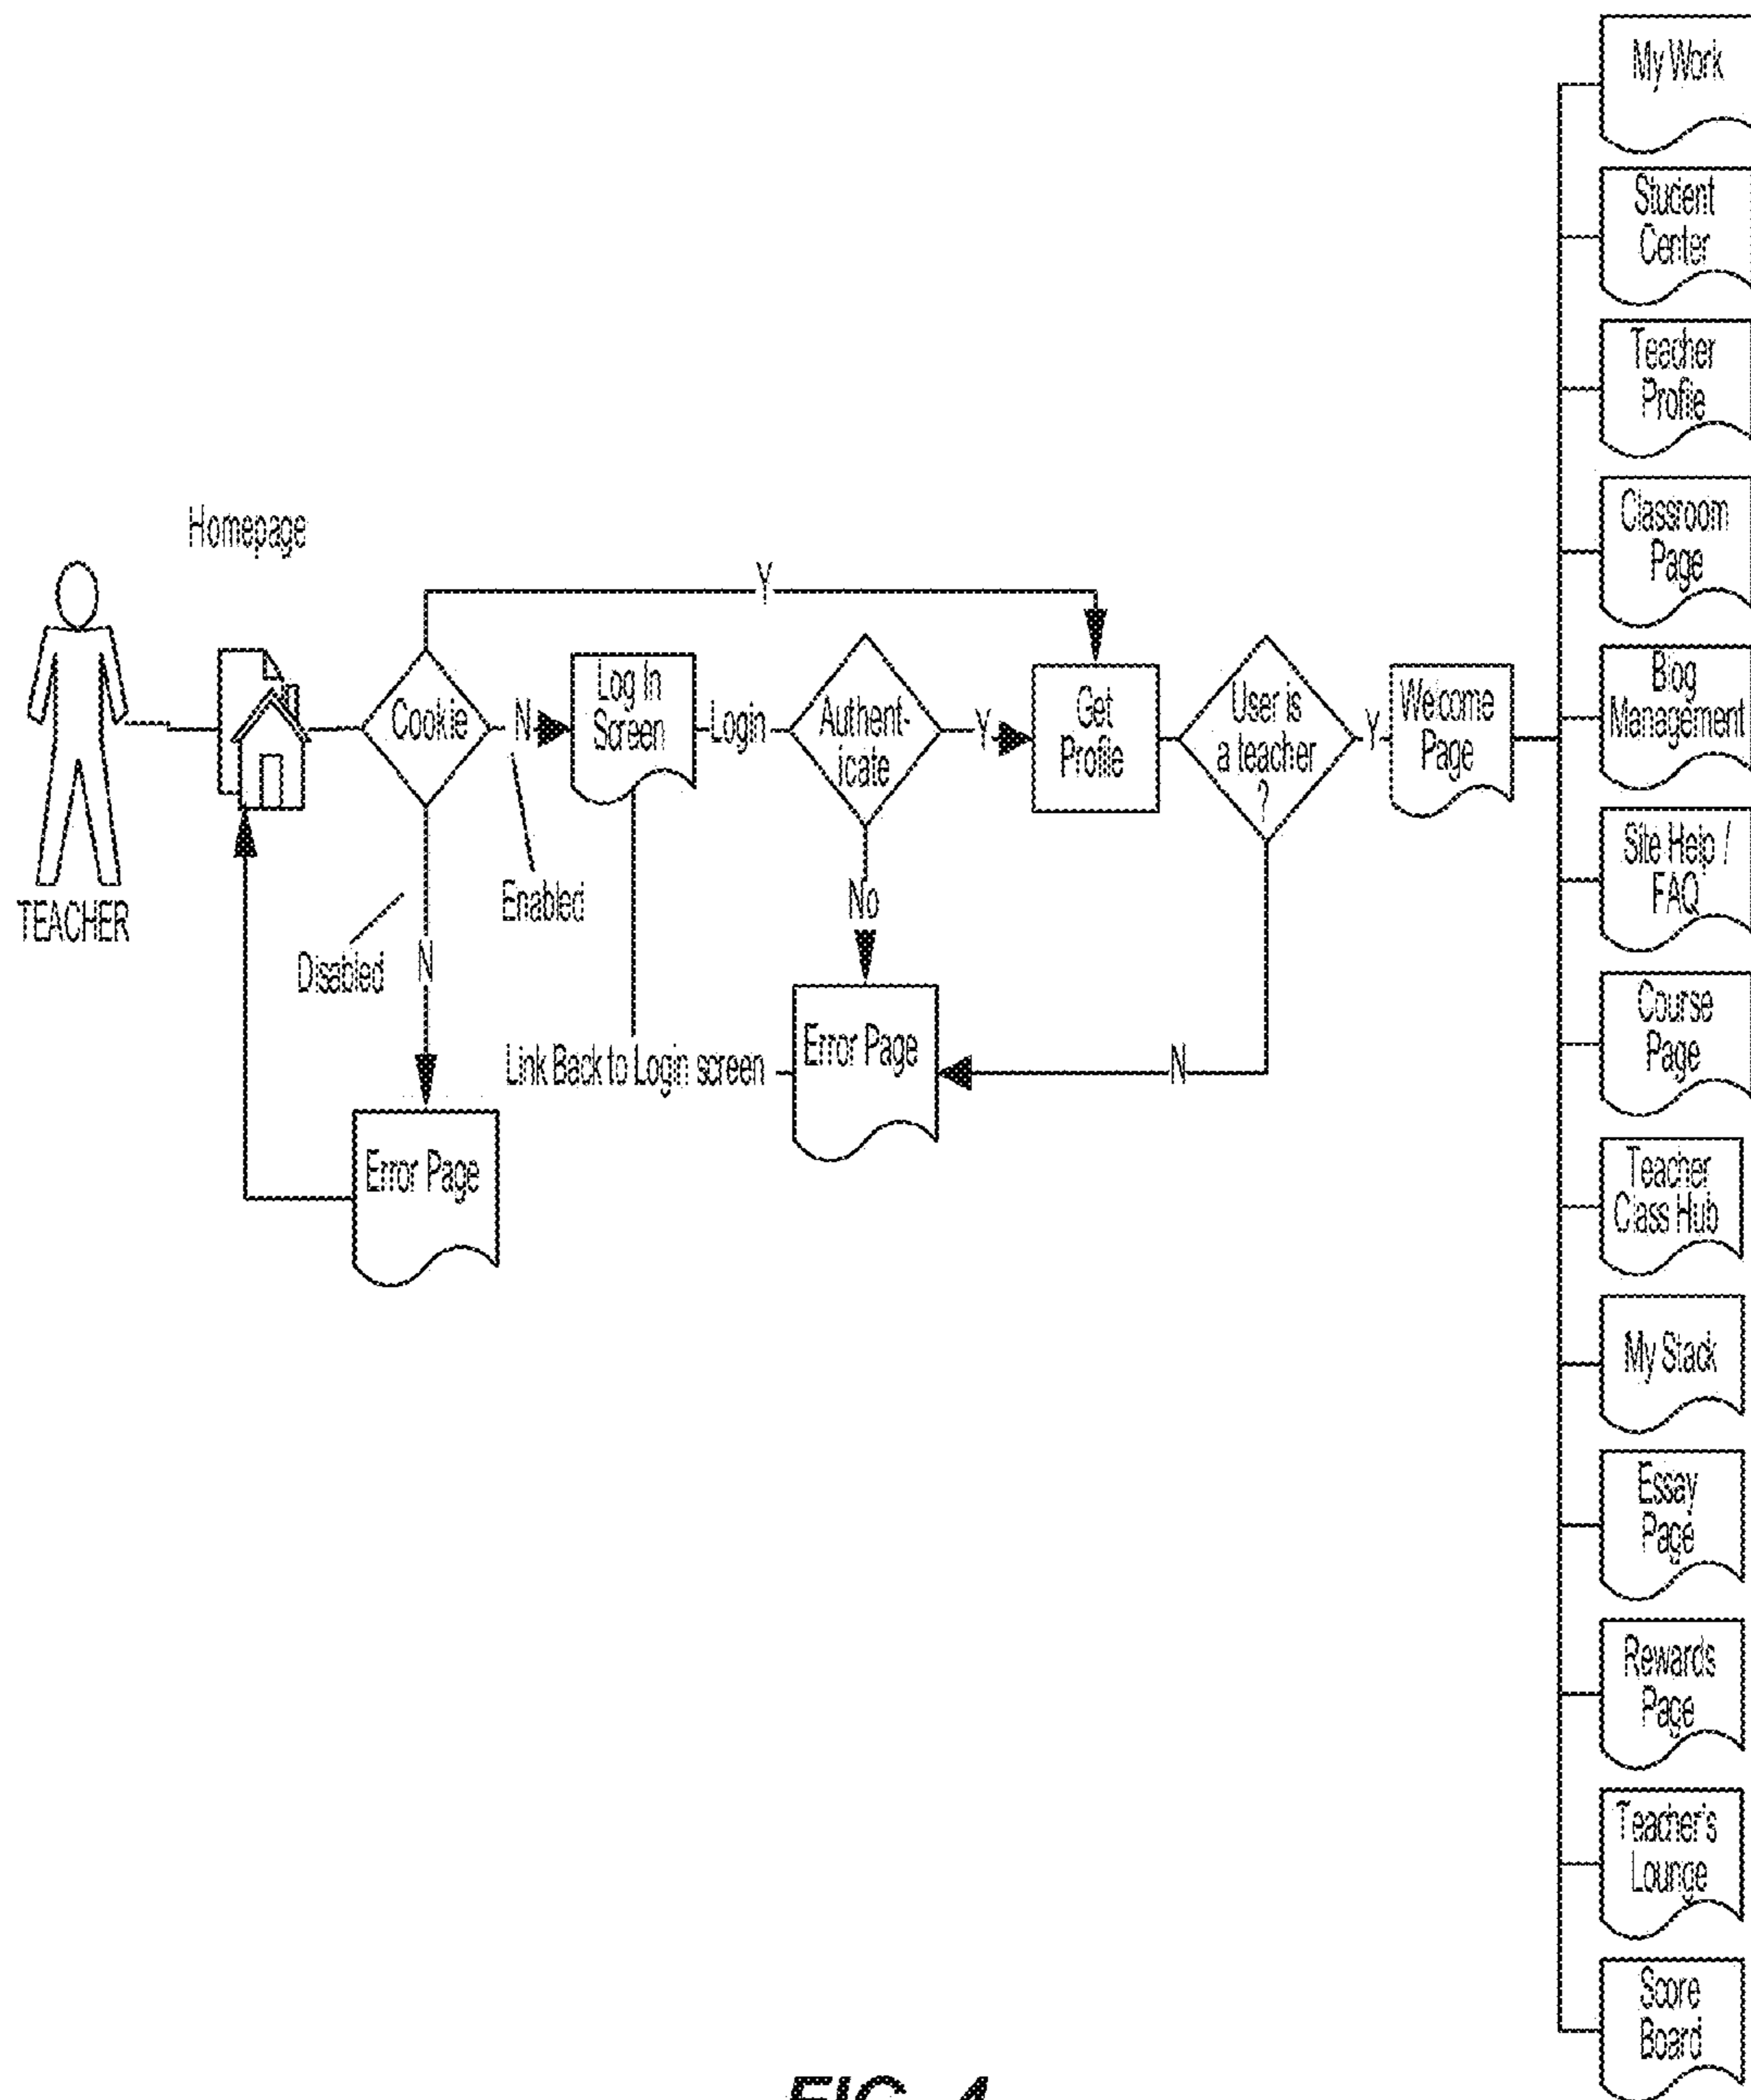 Homepage
TEACHER
Cookie
Y
N
Enabled
Disabled
N
Error Page
Log In
Screen
Login
Authent-
icate
Y
No
Error Page
Link Back to Login screen
Get
Profile
User is
a teacher
?
Y
N
Welcome
Page
My Work
Student
Center
Teacher
Profile
Classroom
Page
Blog
Management
Site Help /
FAQ
Course
Page
Teacher
Class Hub
My Stack
Essay
Page
Rewards
Page
Teacher's
Lounge
Score
Board